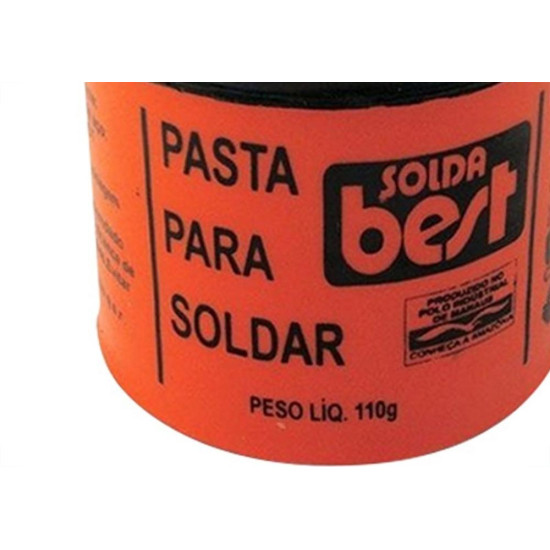 PASTA
PARA
SOLDAR
SOLDA
best
PRODUZIDO NO
POLO INDUSTRIAL
DE MANAUS
CONHEÇA A AMAZÔNIA
PESO LÍQ. 110g